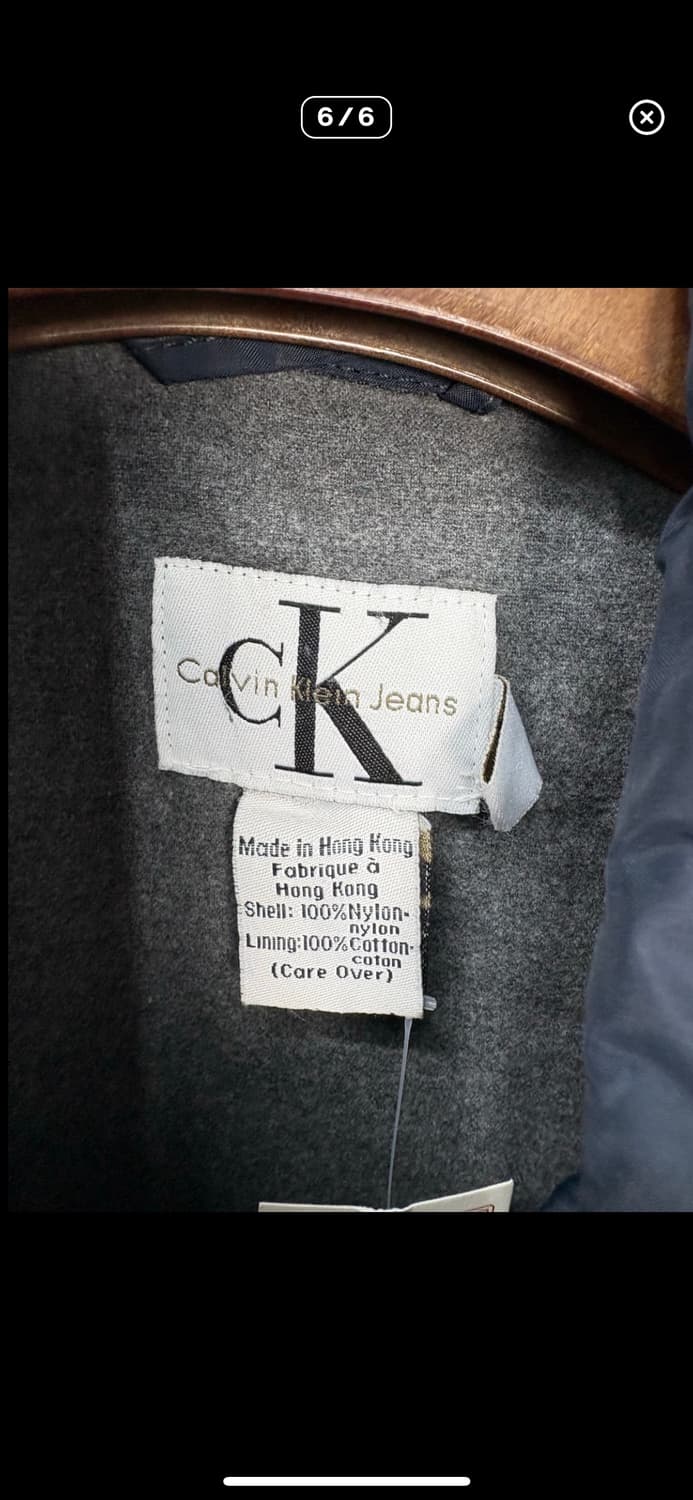 6/6
CK
Calvin Klein Jeans
Made in Hong Kong
Fabrique à
Hong Kong
Shell: 100%Nylon-
nylon
Lining:100%Cotton-
coton
(Care Over)